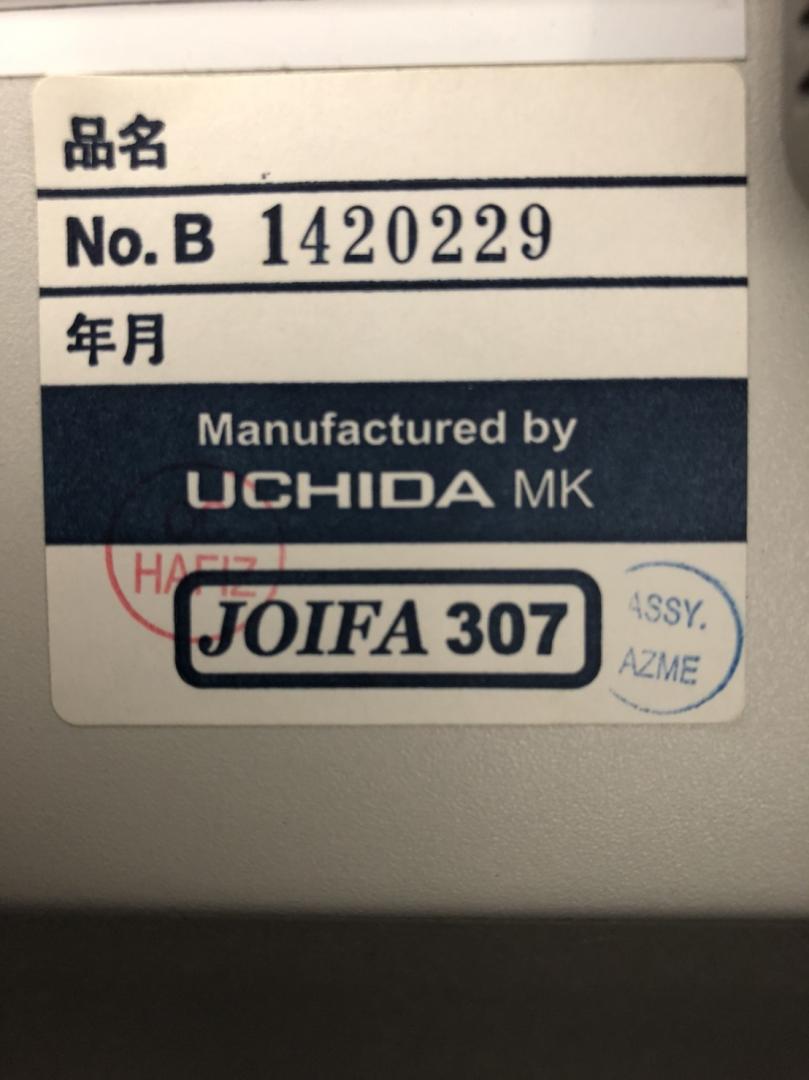 品名
No. B 1420229
年月
Manufactured by
UCHIDA MK
HAFIZ
JOIFA 307
ASSY.
AZME